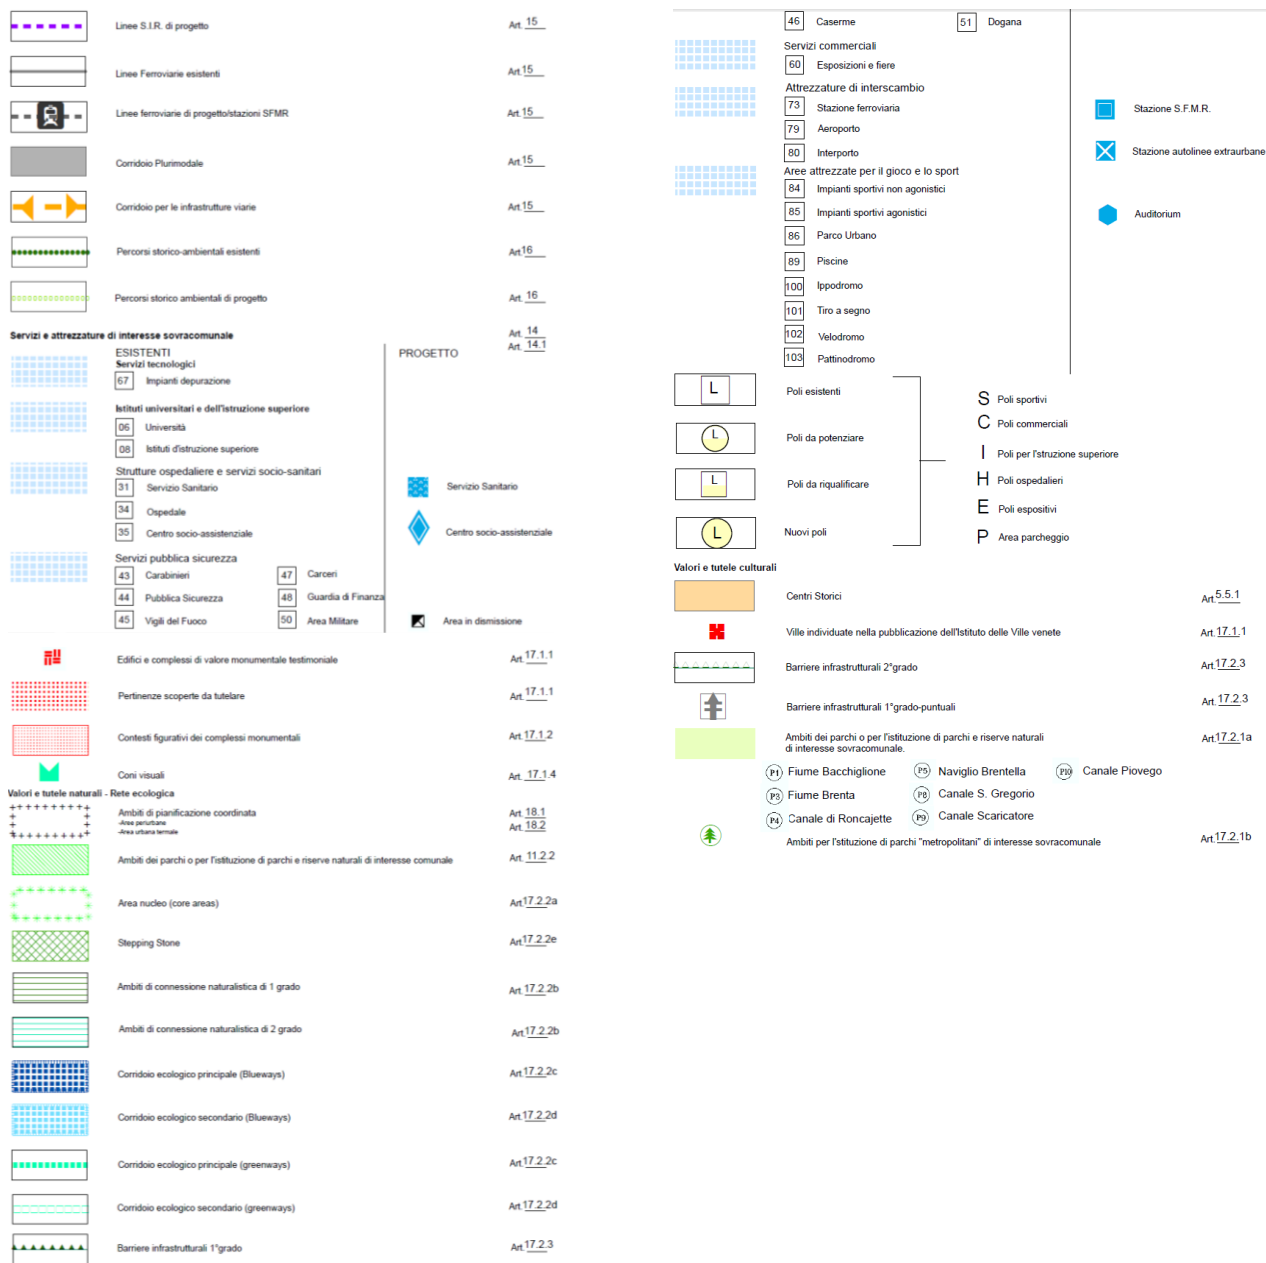 Linee S.I.R. di progetto Art. 15
Linee Ferroviarie esistenti Art. 15
Linee ferroviarie di progetto/stazioni SFMR Art. 15
Corridoio Plurimodale Art. 15
Corridoio per le infrastrutture viarie Art. 15
Percorsi storico-ambientali esistenti Art. 16
Percorsi storico ambientali di progetto Art. 16
Servizi e attrezzature di interesse sovracomunale Art. 14
Art. 14.1
ESISTENTI PROGETTO
Servizi tecnologici
67 Impianti depurazione
Istituti universitari e dell'istruzione superiore
06 Università
08 Istituti d'istruzione superiore
Strutture ospedaliere e servizi socio-sanitari
31 Servizio Sanitario Servizio Sanitario
34 Ospedale
35 Centro socio-assistenziale Centro socio-assistenziale
Servizi pubblica sicurezza
43 Carabinieri 47 Carceri
44 Pubblica Sicurezza 48 Guardia di Finanza
45 Vigili del Fuoco 50 Area Militare Area in dismissione
Edifici e complessi di valore monumentale testimoniale Art. 17.1.1
Pertinenze scoperte da tutelare Art. 17.1.1
Contesti figurativi dei complessi monumentali Art. 17.1.2
Coni visuali Art. 17.1.4
Valori e tutele naturali - Rete ecologica
Ambiti di pianificazione coordinata Art. 18.1
-Aree periurbane Art. 18.2
-Area urbana termale
Ambiti dei parchi o per l'istituzione di parchi e riserve naturali di interesse comunale Art. 11.2.2
Area nucleo (core areas) Art. 17.2.2a
Stepping Stone Art. 17.2.2e
Ambiti di connessione naturalistica di 1 grado Art. 17.2.2b
Ambiti di connessione naturalistica di 2 grado Art. 17.2.2b
Corridoio ecologico principale (Blueways) Art. 17.2.2c
Corridoio ecologico secondario (Blueways) Art. 17.2.2d
Corridoio ecologico principale (greenways) Art. 17.2.2c
Corridoio ecologico secondario (greenways) Art. 17.2.2d
Barriere infrastrutturali 1°grado Art. 17.2.3
46 Caserme 51 Dogana
Servizi commerciali
60 Esposizioni e fiere
Attrezzature di interscambio
73 Stazione ferroviaria Stazione S.F.M.R.
79 Aeroporto
80 Interporto Stazione autolinee extraurbane
Aree attrezzate per il gioco e lo sport
84 Impianti sportivi non agonistici
85 Impianti sportivi agonistici Auditorium
86 Parco Urbano
89 Piscine
100 Ippodromo
101 Tiro a segno
102 Velodromo
103 Pattinodromo
L Poli esistenti
L Poli da potenziare
L Poli da riqualificare
L Nuovi poli
S Poli sportivi
C Poli commerciali
I Poli per l'struzione superiore
H Poli ospedalieri
E Poli espositivi
P Area parcheggio
Valori e tutele culturali
Centri Storici Art. 5.5.1
Ville individuate nella pubblicazione dell'Istituto delle Ville venete Art. 17.1.1
Barriere infrastrutturali 2°grado Art. 17.2.3
Barriere infrastrutturali 1°grado-puntuali Art. 17.2.3
Ambiti dei parchi o per l'istituzione di parchi e riserve naturali Art. 17.2.1a
di interesse sovracomunale.
P1 Fiume Bacchiglione P5 Naviglio Brentella P10 Canale Piovego
P3 Fiume Brenta P8 Canale S. Gregorio
P4 Canale di Roncajette P9 Canale Scaricatore
Ambiti per l'stituzione di parchi "metropolitani" di interesse sovracomunale Art. 17.2.1b